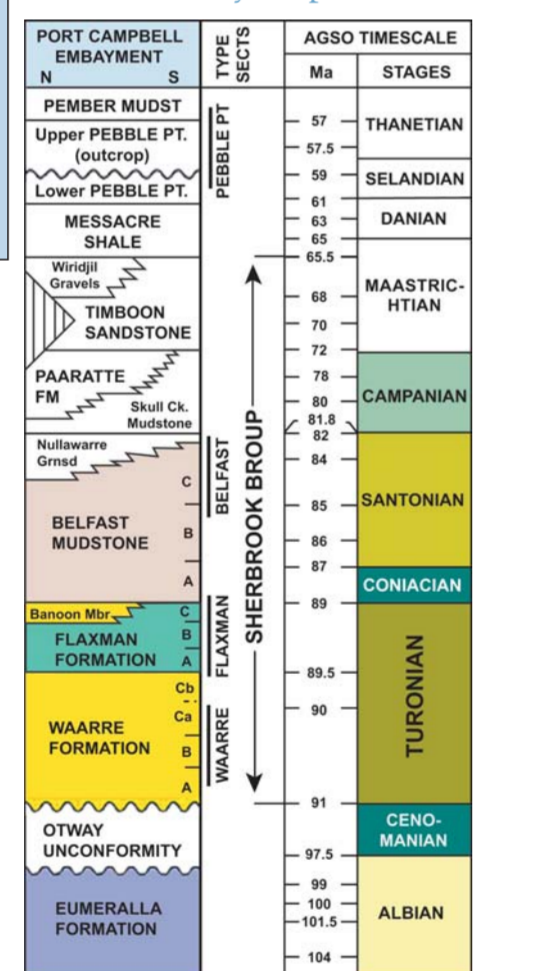 PORT CAMPBELL
EMBAYMENT
N S
TYPE
SECTS
AGSO TIMESCALE
Ma
STAGES
PEMBER MUDST
Upper PEBBLE PT.
(outcrop)
Lower PEBBLE PT.
MESSACRE
SHALE
Wiridjil
Gravels
TIMBOON
SANDSTONE
PAARATTE
FM
Skull Ck.
Mudstone
Nullawarre
Grnsd
C
BELFAST
MUDSTONE
B
A
Banoon Mbr
C
B
FLAXMAN
FORMATION
A
Cb
Ca
WAARRE
FORMATION
B
A
OTWAY
UNCONFORMITY
EUMERALLA
FORMATION
PEBBLE PT
BELFAST
FLAXMAN
WAARRE
SHERBROOK BROUP
57
57.5
59
61
63
65
65.5
68
70
72
78
80
81.8
82
84
85
86
87
89
89.5
90
91
97.5
99
100
101.5
104
THANETIAN
SELANDIAN
DANIAN
MAASTRIC-
HTIAN
CAMPANIAN
SANTONIAN
CONIACIAN
TURONIAN
CENO-
MANIAN
ALBIAN